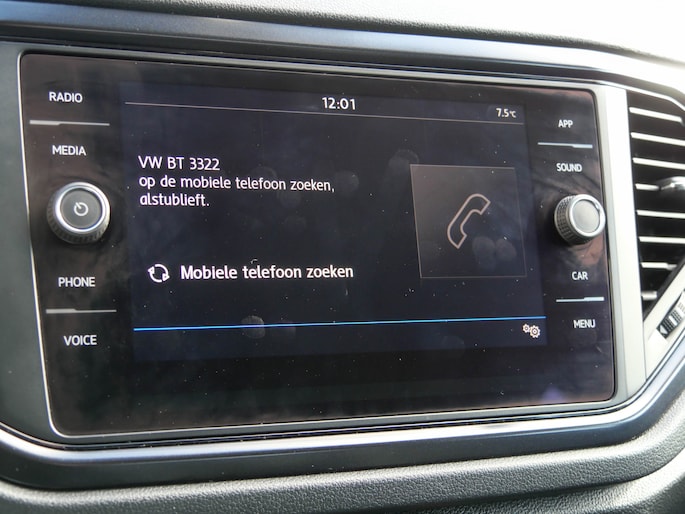 RADIO
MEDIA
PHONE
VOICE
12:01
7.5°C
VW BT 3322
op de mobiele telefoon zoeken,
alstublieft.
Mobiele telefoon zoeken
APP
SOUND
CAR
MENU